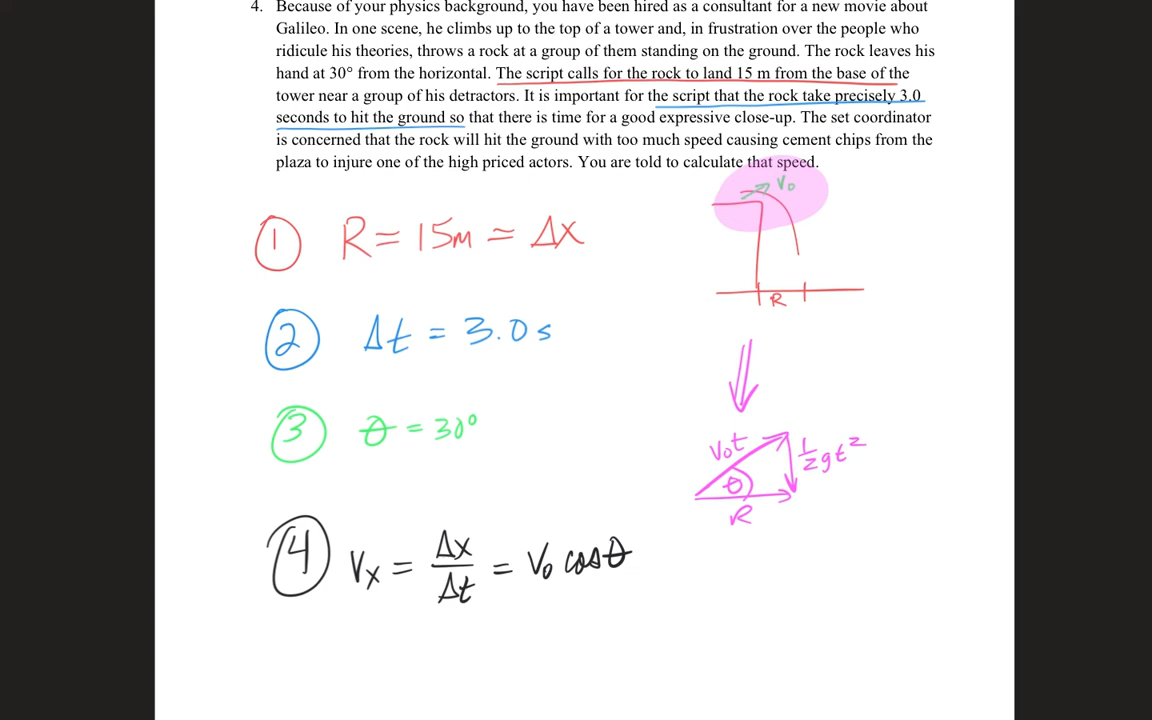 4. Because of your physics background, you have been hired as a consultant for a new movie about
Galileo. In one scene, he climbs up to the top of a tower and, in frustration over the people who
ridicule his theories, throws a rock at a group of them standing on the ground. The rock leaves his
hand at 30° from the horizontal. The script calls for the rock to land 15 m from the base of the
tower near a group of his detractors. It is important for the script that the rock take precisely 3.0
seconds to hit the ground so that there is time for a good expressive close-up. The set coordinator
is concerned that the rock will hit the ground with too much speed causing cement chips from the
plaza to injure one of the high priced actors. You are told to calculate that speed.
V₀
① R = 15m = Δx
R
② Δt = 3.0 s
③ θ = 30°
V₀t
½gt²
θ
R
④ Vx = Δx/Δt = V₀ cosθ